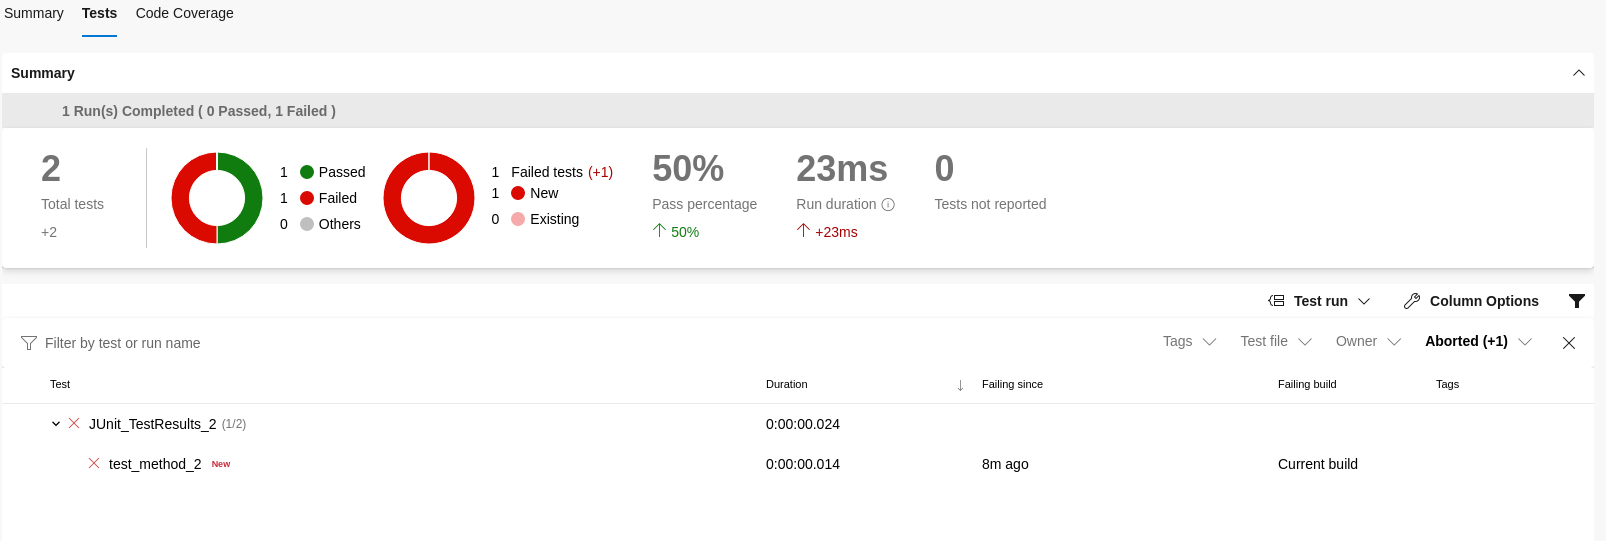 Summary Tests Code Coverage
Summary
1 Run(s) Completed ( 0 Passed, 1 Failed )
2
Total tests
+2
1 Passed
1 Failed
0 Others
1 Failed tests (+1)
1 New
0 Existing
50%
Pass percentage
50%
23ms
Run duration
+23ms
0
Tests not reported
Test run Column Options
Filter by test or run name Tags Test file Owner Aborted (+1)
Test Duration Failing since Failing build Tags
JUnit_TestResults_2 (1/2) 0:00:00.024
test_method_2 New 0:00:00.014 8m ago Current build